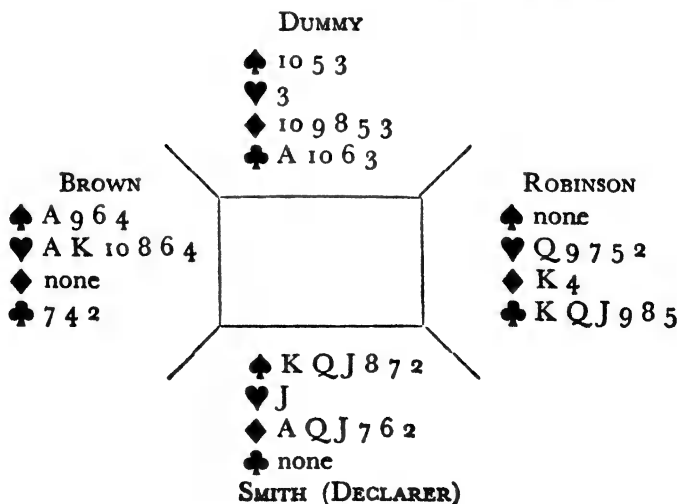 DUMMY
♠ 10 5 3
♥ 3
♦ 10 9 8 5 3
♣ A 10 6 3
BROWN
♠ A 9 6 4
♥ A K 10 8 6 4
♦ none
♣ 7 4 2
ROBINSON
♠ none
♥ Q 9 7 5 2
♦ K 4
♣ K Q J 9 8 5
♠ K Q J 8 7 2
♥ J
♦ A Q J 7 6 2
♣ none
SMITH (DECLARER)